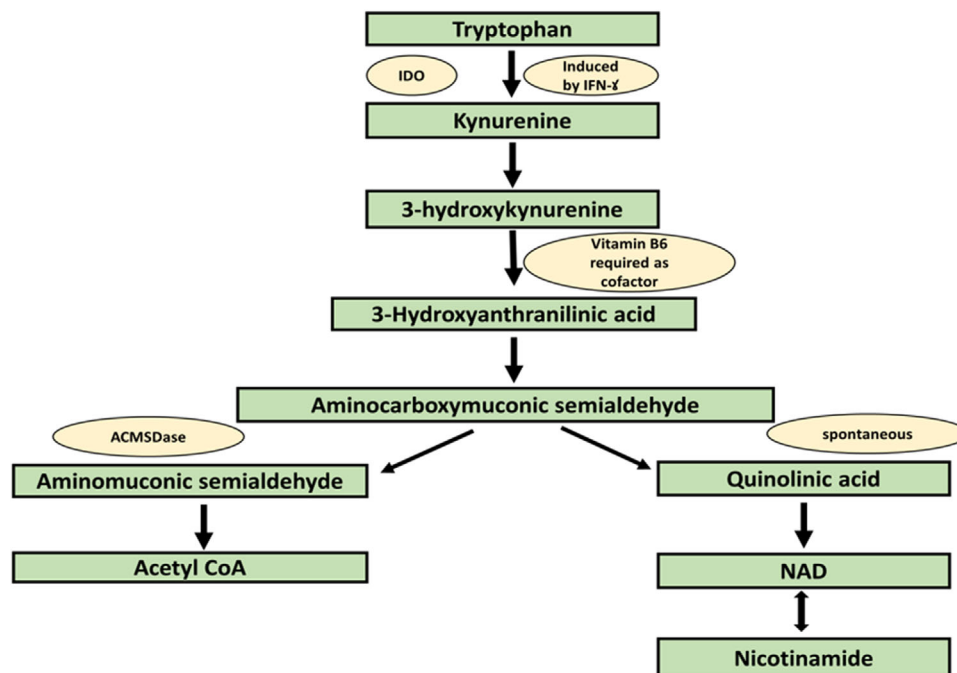 Tryptophan
IDO
Induced
by IFN-ɤ
Kynurenine
3-hydroxykynurenine
Vitamin B6
required as
cofactor
3-Hydroxyanthranilinic acid
Aminocarboxymuconic semialdehyde
ACMSDase
spontaneous
Aminomuconic semialdehyde
Quinolinic acid
Acetyl CoA
NAD
Nicotinamide